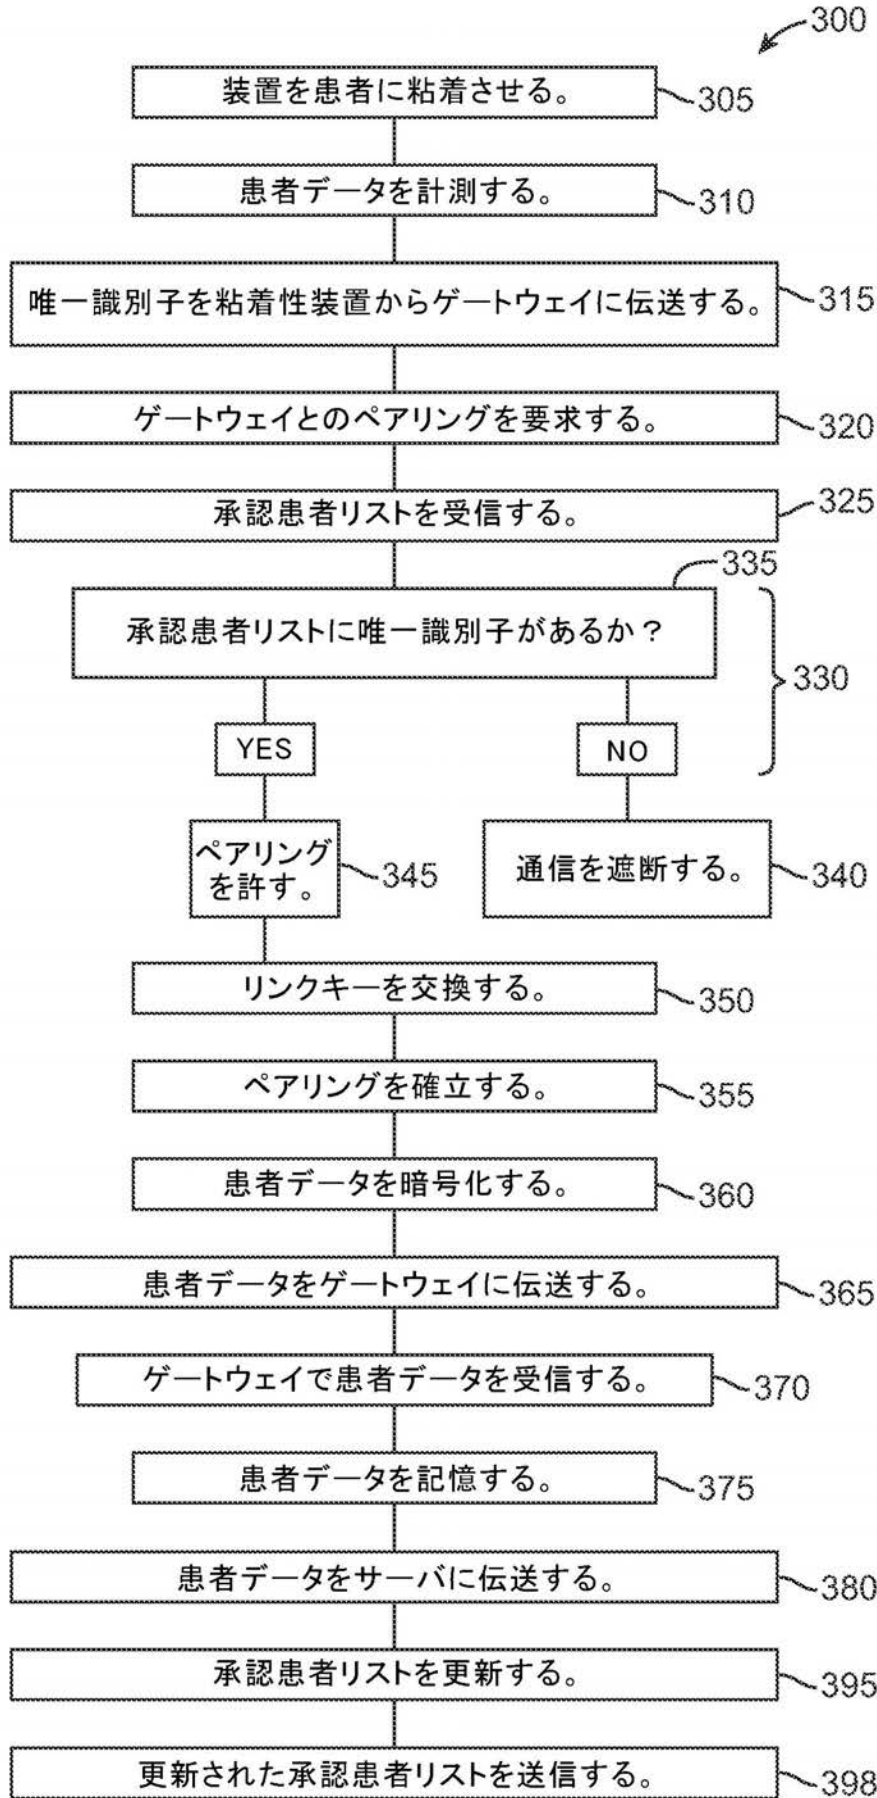 300
装置を患者に粘着させる。
305
患者データを計測する。
310
唯一識別子を粘着性装置からゲートウェイに伝送する。
315
ゲートウェイとのペアリングを要求する。
320
承認患者リストを受信する。
325
335
承認患者リストに唯一識別子があるか？
330
YES
NO
ペアリング
を許す。
345
通信を遮断する。
340
リンクキーを交換する。
350
ペアリングを確立する。
355
患者データを暗号化する。
360
患者データをゲートウェイに伝送する。
365
ゲートウェイで患者データを受信する。
370
患者データを記憶する。
375
患者データをサーバに伝送する。
380
承認患者リストを更新する。
395
更新された承認患者リストを送信する。
398